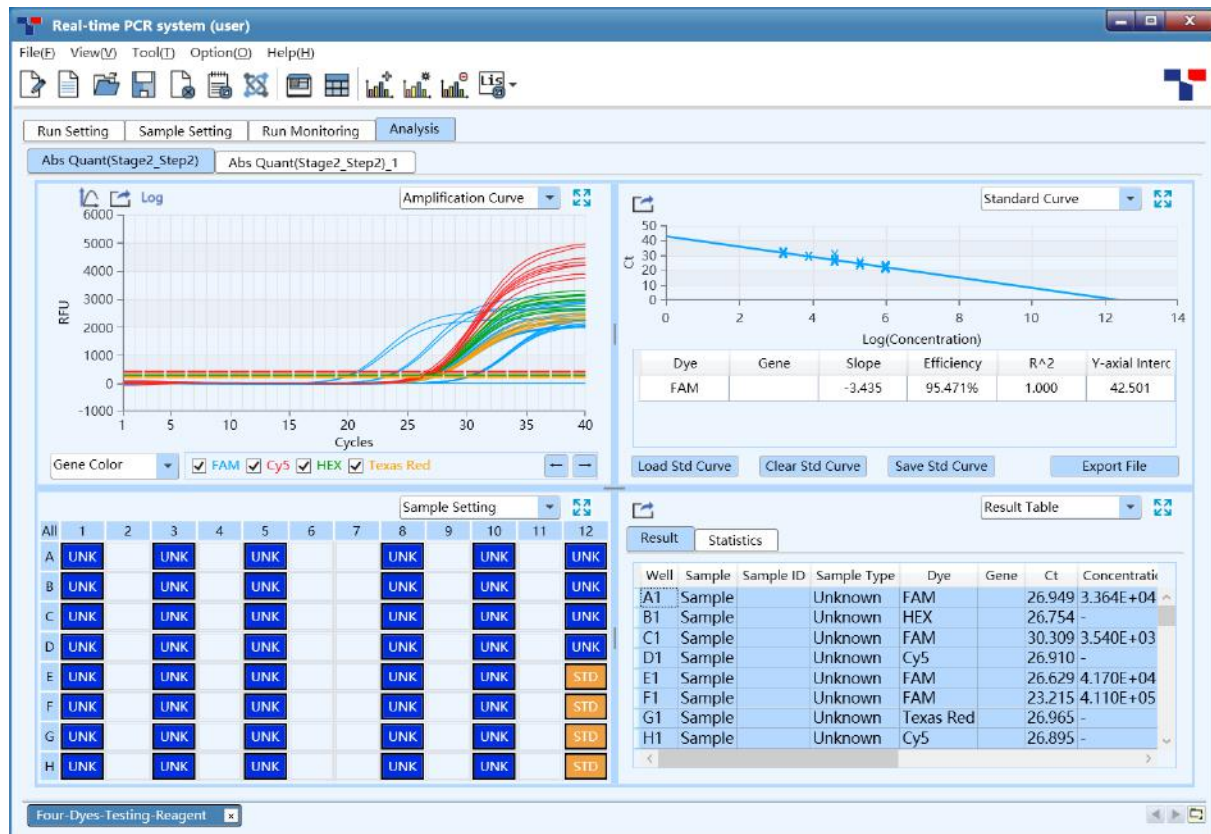 Real-time PCR system (user)
File(F) View(V) Tool(T) Option(O) Help(H)
Lis
Run Setting Sample Setting Run Monitoring Analysis
Abs Quant(Stage2_Step2) Abs Quant(Stage2_Step2)_1
Log Amplification Curve
6000
5000
4000
3000
2000
1000
0
-1000
RFU
1 5 10 15 20 25 30 35 40
Cycles
Gene Color FAM Cy5 HEX Texas Red
Standard Curve
50
40
30
20
10
0
Ct
0 2 4 6 8 10 12 14
Log(Concentration)
Dye Gene Slope Efficiency R^2 Y-axial Interc
FAM -3.435 95.471% 1.000 42.501
Load Std Curve Clear Std Curve Save Std Curve Export File
Sample Setting
All 1 2 3 4 5 6 7 8 9 10 11 12
A UNK UNK UNK UNK UNK UNK
B UNK UNK UNK UNK UNK UNK
C UNK UNK UNK UNK UNK UNK
D UNK UNK UNK UNK UNK UNK
E UNK UNK UNK UNK UNK STD
F UNK UNK UNK UNK UNK STD
G UNK UNK UNK UNK UNK STD
H UNK UNK UNK UNK UNK STD
Result Table
Result Statistics
Well Sample Sample ID Sample Type Dye Gene Ct Concentratic
A1 Sample Unknown FAM 26.949 3.364E+04
B1 Sample Unknown HEX 26.754 -
C1 Sample Unknown FAM 30.309 3.540E+03
D1 Sample Unknown Cy5 26.910 -
E1 Sample Unknown FAM 26.629 4.170E+04
F1 Sample Unknown FAM 23.215 4.110E+05
G1 Sample Unknown Texas Red 26.965 -
H1 Sample Unknown Cy5 26.895 -
Four-Dyes-Testing-Reagent